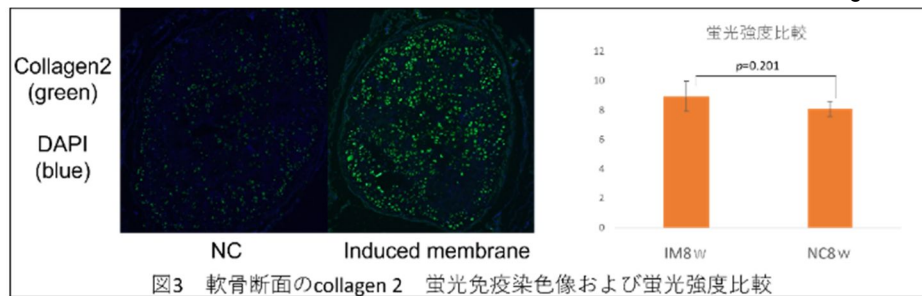 Collagen2
(green)
DAPI
(blue)
NC
Induced membrane
蛍光強度比較
12
10
8
6
4
2
0
p=0.201
IM8w
NC8w
図3 軟骨断面のcollagen 2 蛍光免疫染色像および蛍光強度比較